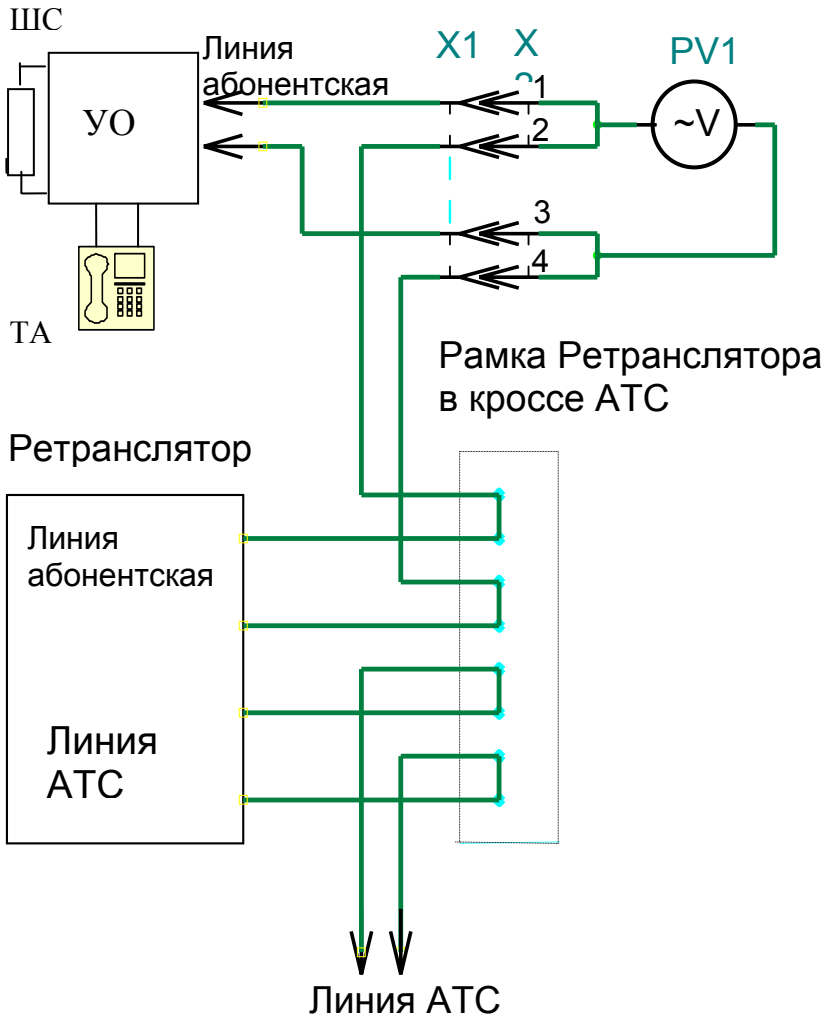 ШС
Линия
абонентская
X1
X
PV1
УО
1
2
~V
3
4
ТА
Рамка Ретранслятора
в кроссе АТС
Ретранслятор
Линия
абонентская
Линия
АТС
Линия АТС